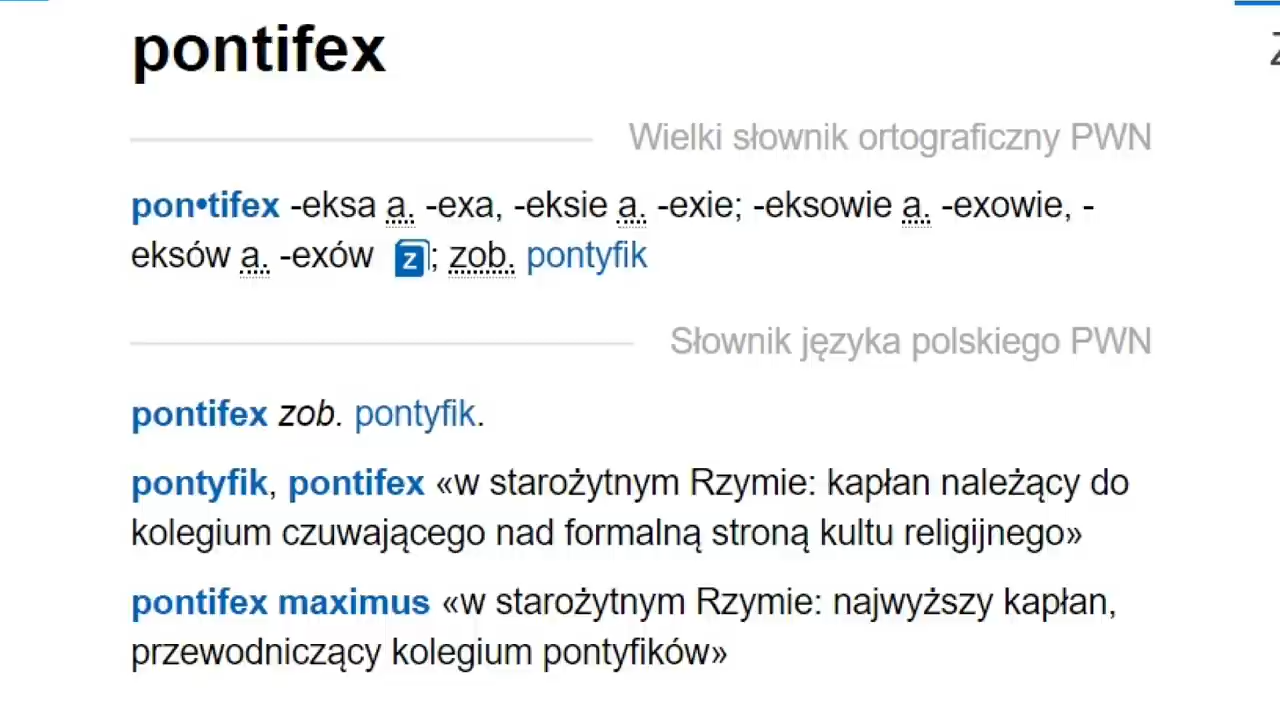 pontifex
Wielki słownik ortograficzny PWN
pon•tifex -eksa a. -exa, -eksie a. -exie; -eksowie a. -exowie, -
eksów a. -exów Z; zob. pontyfik
Słownik języka polskiego PWN
pontifex zob. pontyfik.
pontyfik, pontifex «w starożytnym Rzymie: kapłan należący do
kolegium czuwającego nad formalną stroną kultu religijnego»
pontifex maximus «w starożytnym Rzymie: najwyższy kapłan,
przewodniczący kolegium pontyfików»